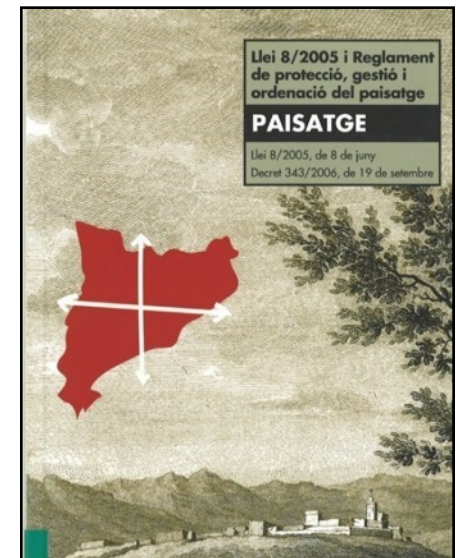 Llei 8/2005 i Reglament
de protecció, gestió i
ordenació del paisatge
PAISATGE
Llei 8/2005, de 8 de juny
Decret 343/2006, de 19 de setembre